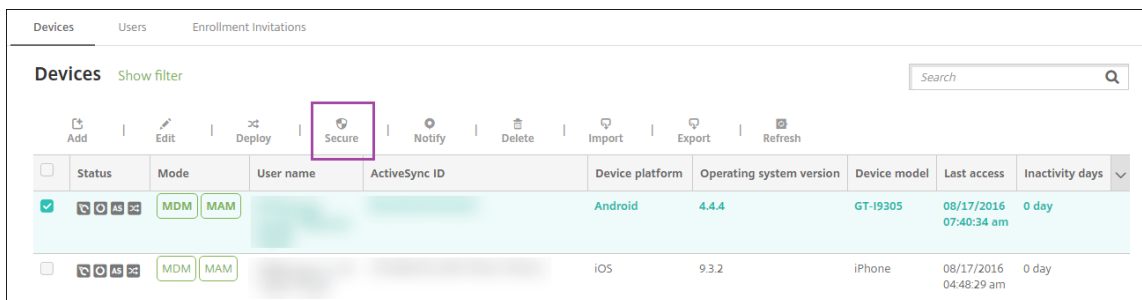 Devices Users Enrollment Invitations
Devices Show filter Search
Add | Edit | Deploy | Secure | Notify | Delete | Import | Export | Refresh
Status Mode User name ActiveSync ID Device platform Operating system version Device model Last access Inactivity days
AS MDM MAM Android 4.4.4 GT-I9305 08/17/2016 0 day
07:40:34 am
AS MDM MAM iOS 9.3.2 iPhone 08/17/2016 0 day
04:48:29 am